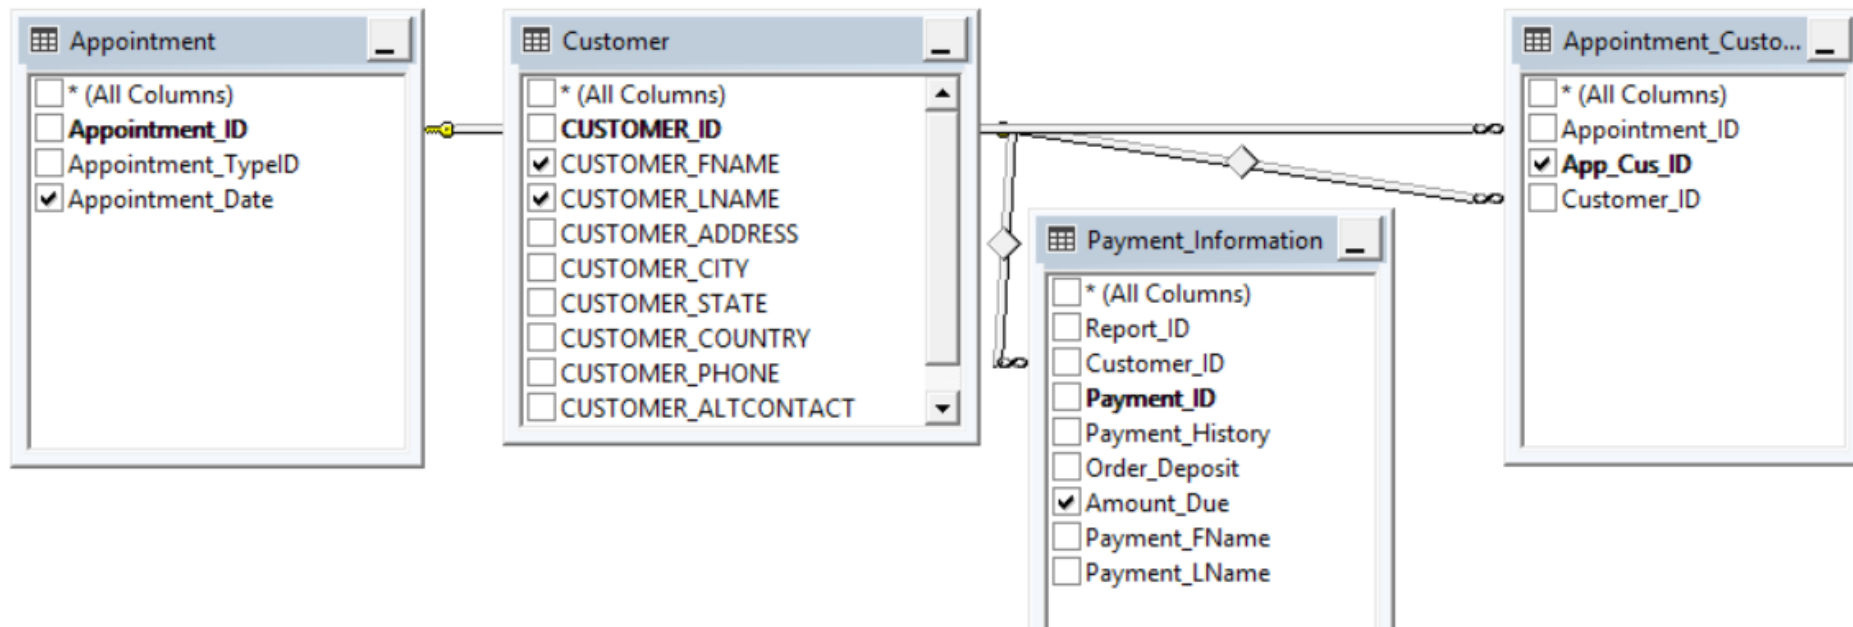 Appointment
* (All Columns)
Appointment_ID
Appointment_TypeID
Appointment_Date
Customer
* (All Columns)
CUSTOMER_ID
CUSTOMER_FNAME
CUSTOMER_LNAME
CUSTOMER_ADDRESS
CUSTOMER_CITY
CUSTOMER_STATE
CUSTOMER_COUNTRY
CUSTOMER_PHONE
CUSTOMER_ALTCONTACT
Payment_Information
* (All Columns)
Report_ID
Customer_ID
Payment_ID
Payment_History
Order_Deposit
Amount_Due
Payment_FName
Payment_LName
Appointment_Custo...
* (All Columns)
Appointment_ID
App_Cus_ID
Customer_ID